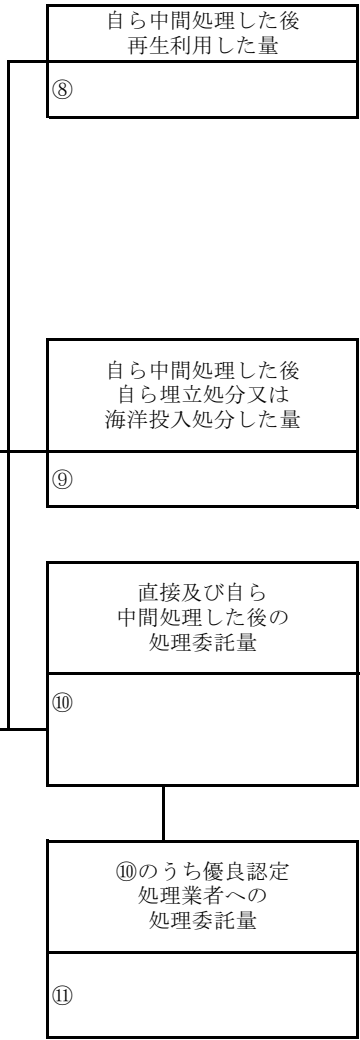 自ら中間処理した後
再生利用した量
⑧
自ら中間処理した後
自ら埋立処分又は
海洋投入処分した量
⑨
直接及び自ら
中間処理した後の
処理委託量
⑩
⑩のうち優良認定
処理業者への
処理委託量
⑪